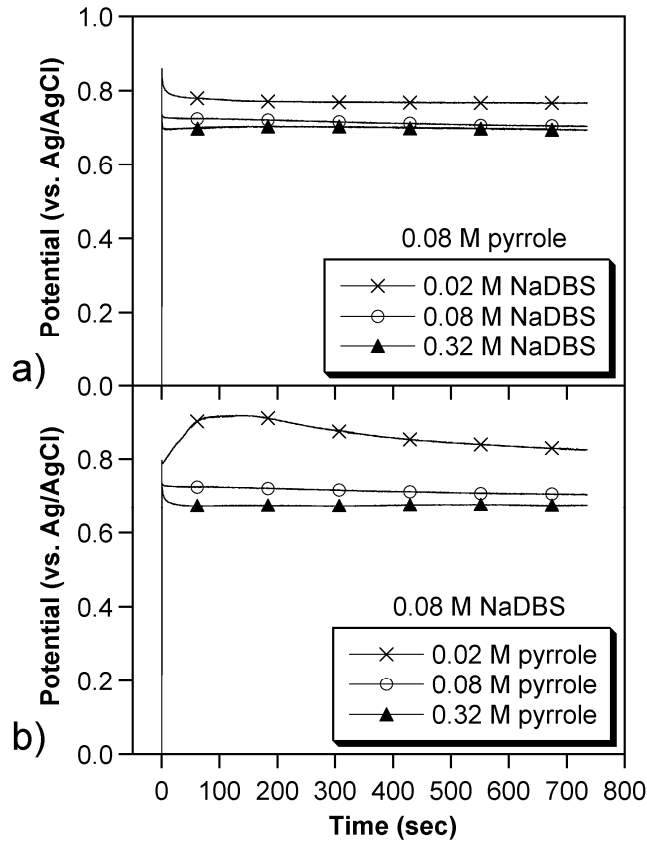 1.0
0.8
0.6
0.4
0.2
0.0
Potential (vs. Ag/AgCl)
a)
0.08 M pyrrole
0.02 M NaDBS
0.08 M NaDBS
0.32 M NaDBS
0.8
0.6
0.4
0.2
0.0
Potential (vs. Ag/AgCl)
b)
0.08 M NaDBS
0.02 M pyrrole
0.08 M pyrrole
0.32 M pyrrole
0 100 200 300 400 500 600 700 800
Time (sec)